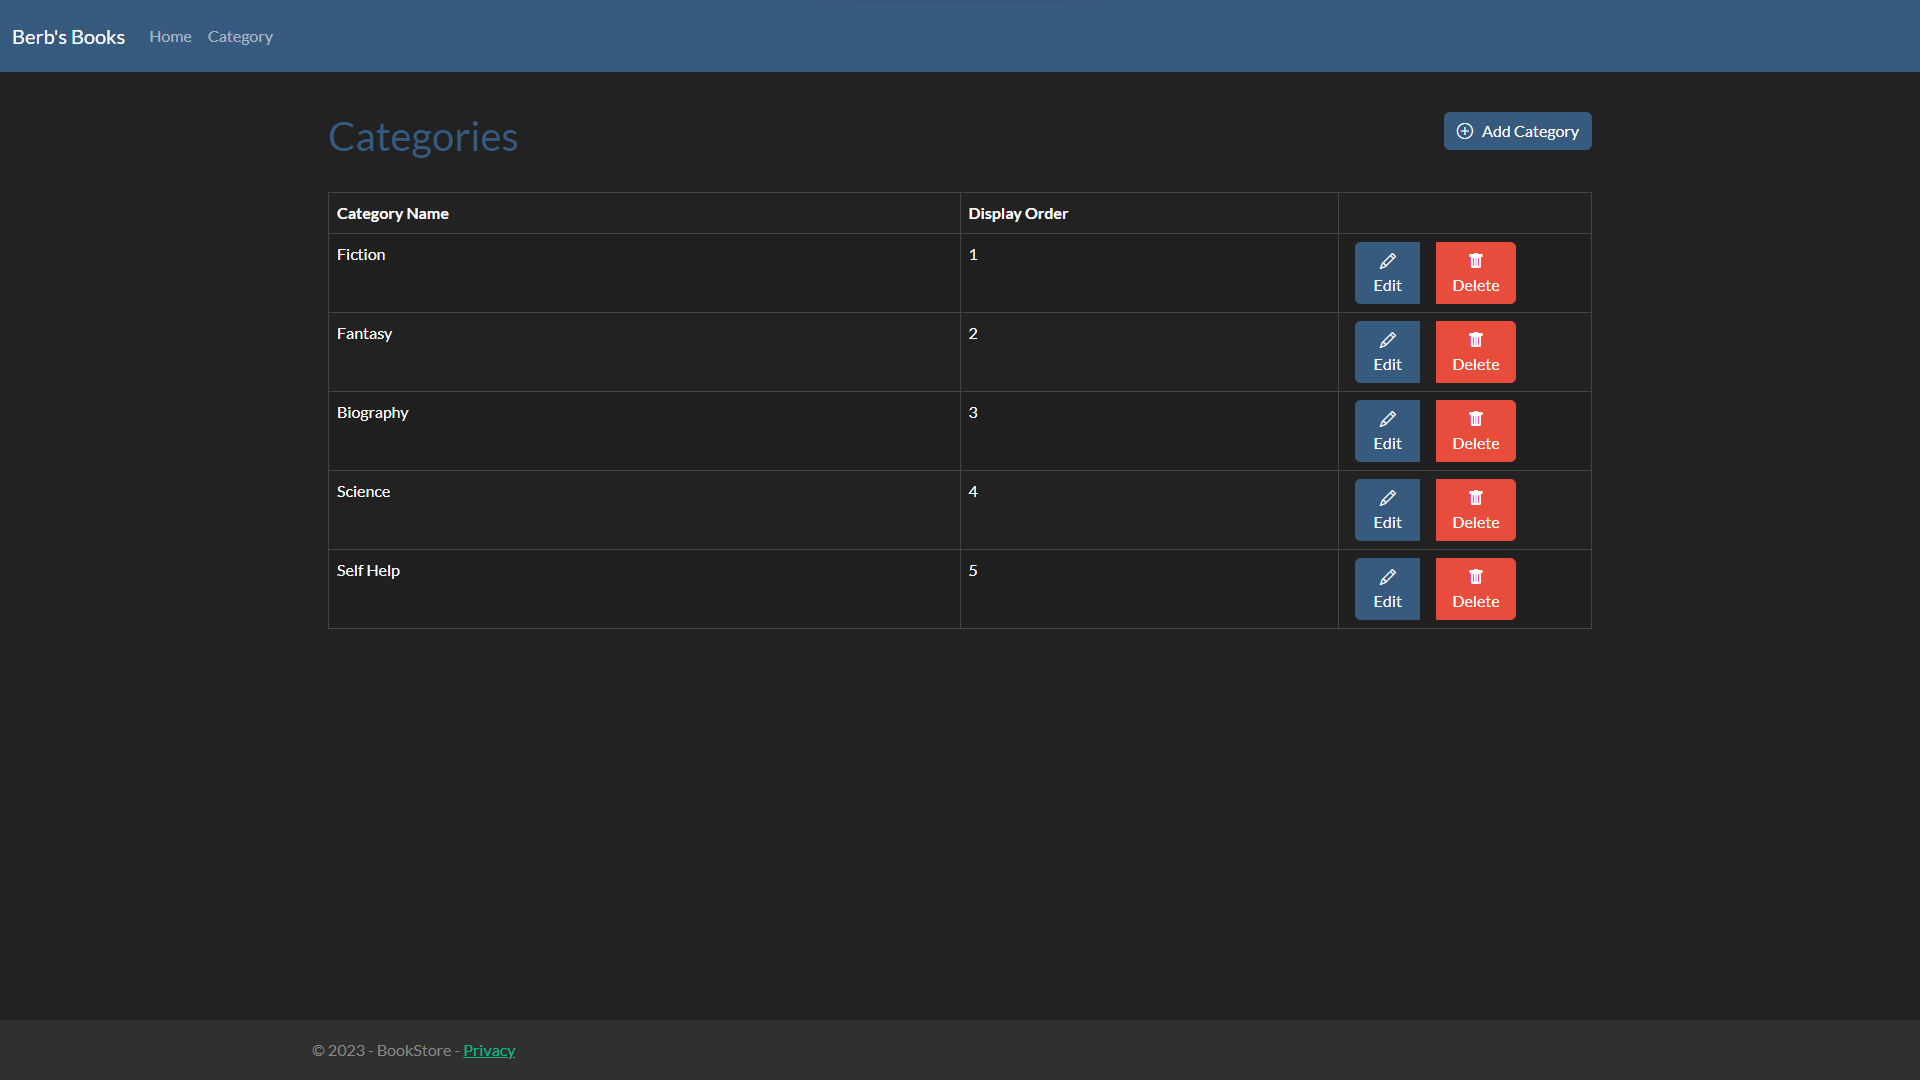 Berb's Books Home Category
Categories
Add Category
Category Name Display Order
Fiction 1
Edit Delete
Fantasy 2
Edit Delete
Biography 3
Edit Delete
Science 4
Edit Delete
Self Help 5
Edit Delete
© 2023 - BookStore - Privacy